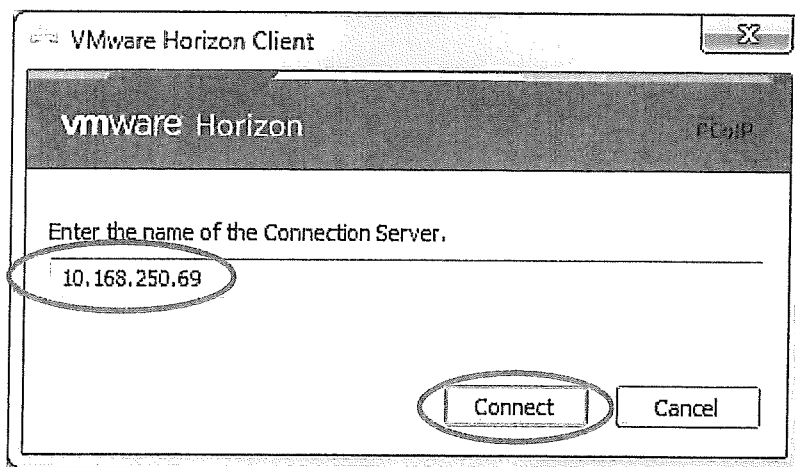 VMware Horizon Client
vmware Horizon
PCoIP
Enter the name of the Connection Server.
10.168.250.69
Connect
Cancel